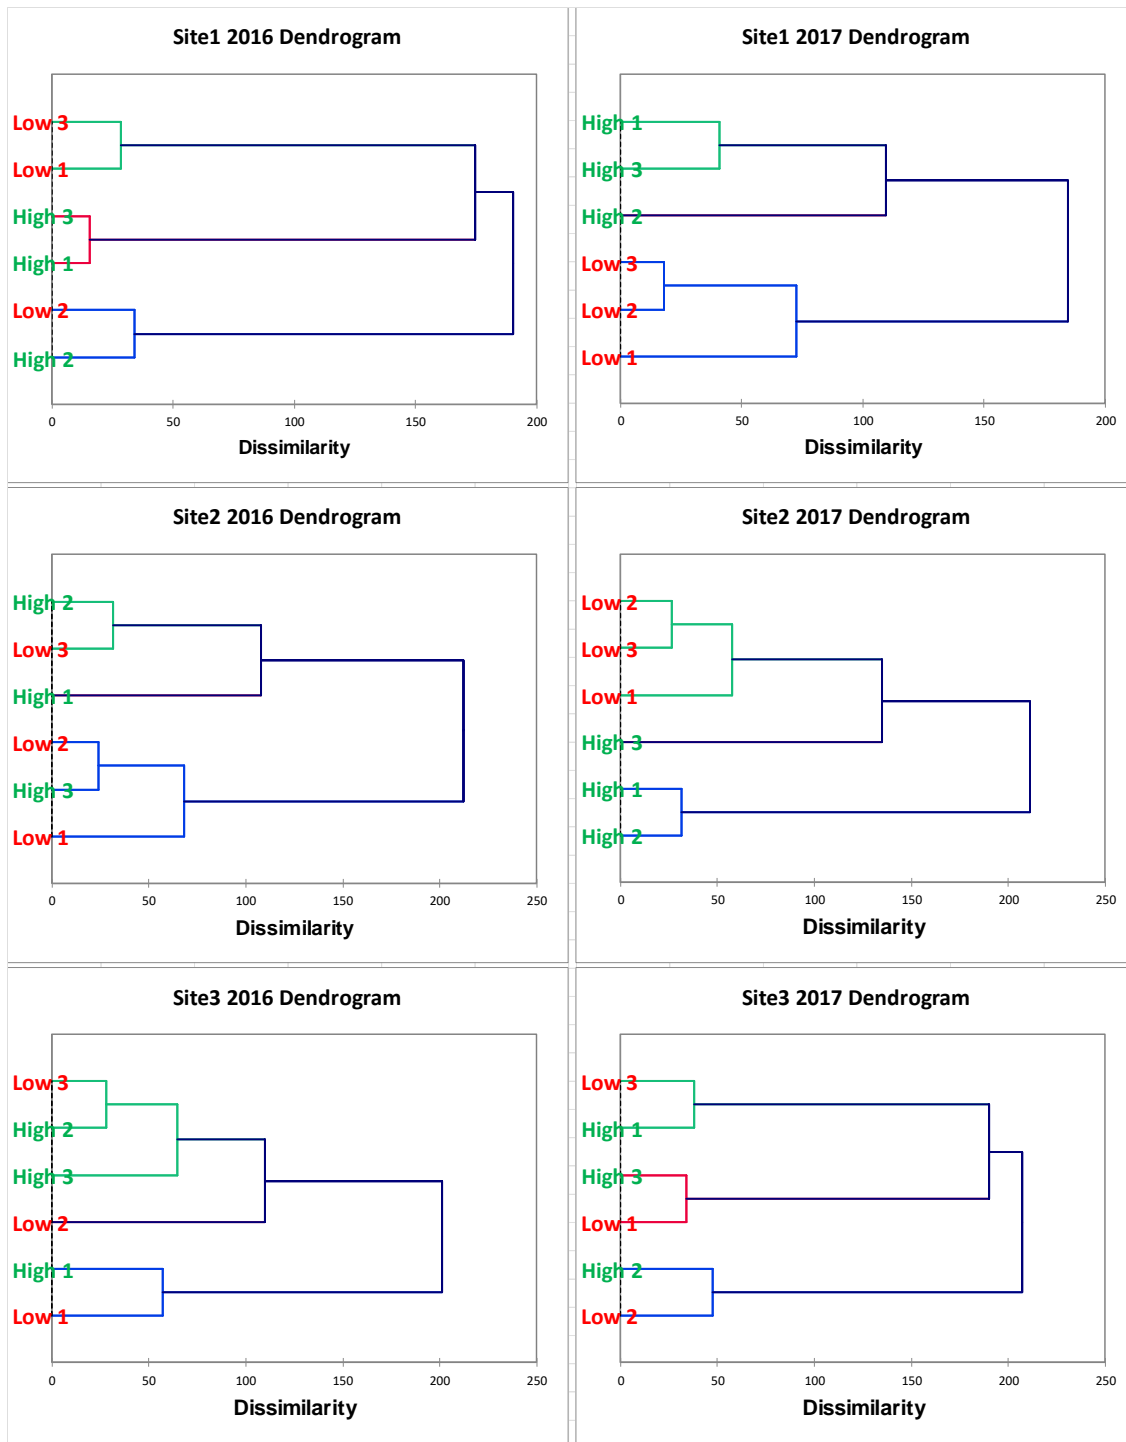 Site1 2016 Dendrogram
Low 3
Low 1
High 3
High 1
Low 2
High 2
0 50 100 150 200
Dissimilarity
Site1 2017 Dendrogram
High 1
High 3
High 2
Low 3
Low 2
Low 1
0 50 100 150 200
Dissimilarity
Site2 2016 Dendrogram
High 2
Low 3
High 1
Low 2
High 3
Low 1
0 50 100 150 200 250
Dissimilarity
Site2 2017 Dendrogram
Low 2
Low 3
Low 1
High 3
High 1
High 2
0 50 100 150 200 250
Dissimilarity
Site3 2016 Dendrogram
Low 3
High 2
High 3
Low 2
High 1
Low 1
0 50 100 150 200 250
Dissimilarity
Site3 2017 Dendrogram
Low 3
High 1
High 3
Low 1
High 2
Low 2
0 50 100 150 200 250
Dissimilarity